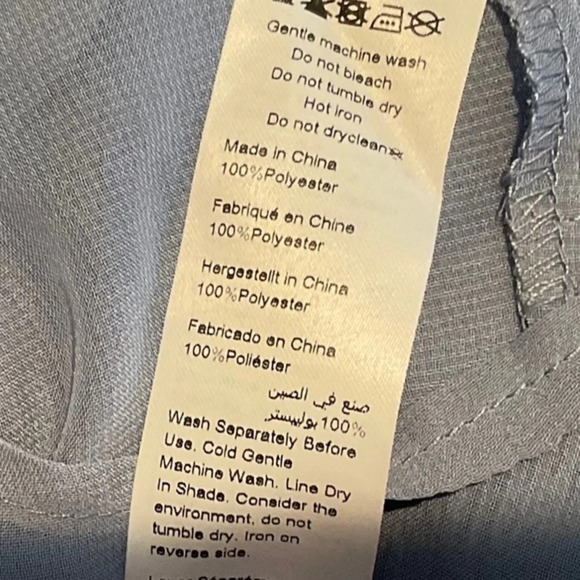 Gentle machine wash
Do not bleach
Do not tumble dry
Hot iron
Do not dryclean
Made in China
100%Polyester
Fabriqué en Chine
100%Polyester
Hergestellt in China
100%Polyester
Fabricado en China
100%Poliéster
صنع في الصين
100% بوليستر
Wash Separately Before
Use. Cold Gentle
Machine Wash. Line Dry
In Shade. Consider the
environment, do not
tumble dry. Iron on
reverse side.